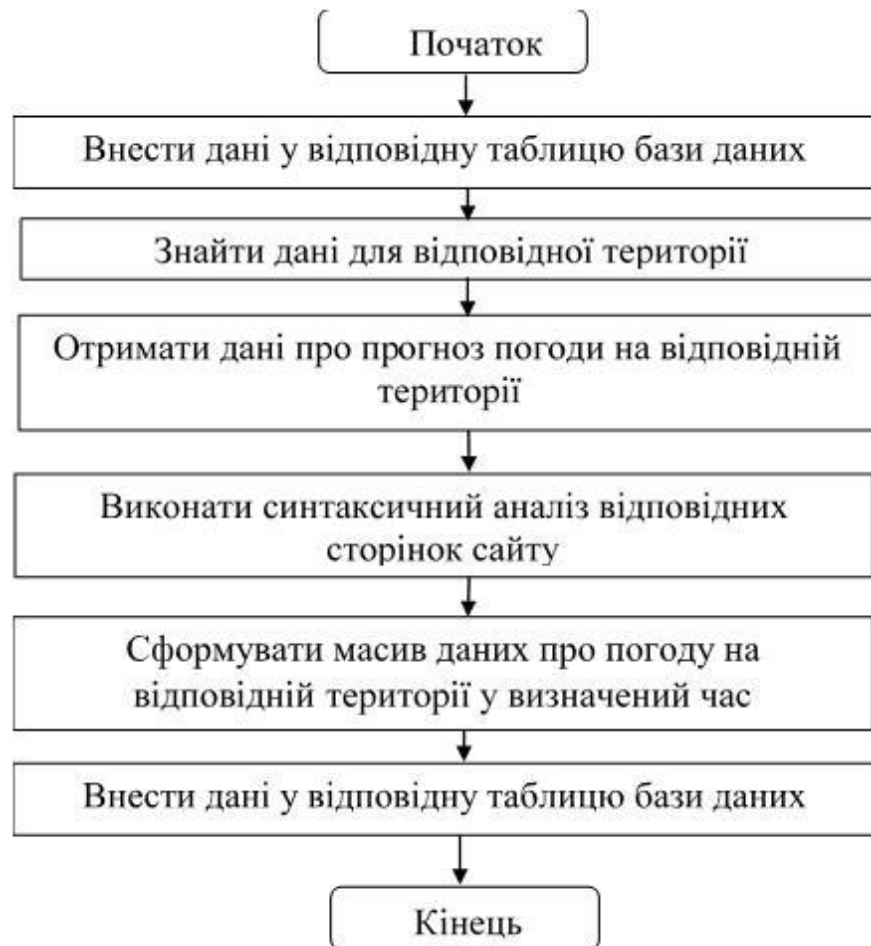 Початок
Внести дані у відповідну таблицю бази даних
Знайти дані для відповідної території
Отримати дані про прогноз погоди на відповідній
території
Виконати синтаксичний аналіз відповідних
сторінок сайту
Сформувати масив даних про погоду на
відповідній території у визначений час
Внести дані у відповідну таблицю бази даних
Кінець